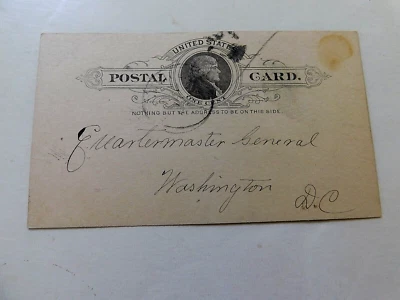 UNITED STATES
POSTAL CARD.
ONE CENT
NOTHING BUT THE ADDRESS TO BE ON THIS SIDE.
Quartermaster General
Washington
D.C